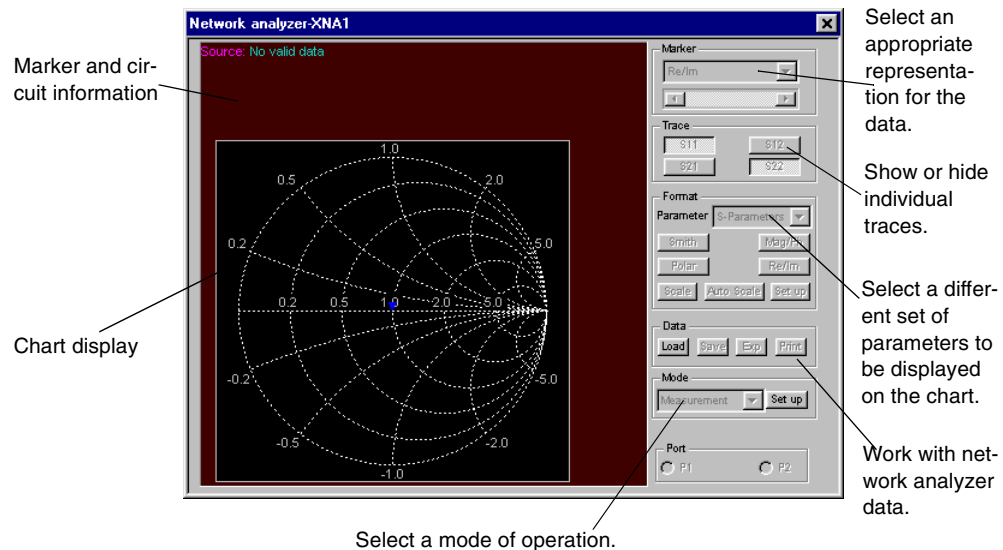 Network analyzer-XNA1
Source: No valid data
Marker and cir-
cuit information
Chart display
1.0
0.5
2.0
0.2
5.0
0.2 0.5 1.0 2.0 5.0
-0.2
-5.0
-0.5
-2.0
-1.0
Marker
Re/Im
Trace
S11 S12
S21 S22
Format
Parameter S-Parameters
Smith Mag/Ph
Polar Re/Im
Scale Auto Scale Set up
Data
Load Save Exp Print
Mode
Measurement Set up
Port
P1 P2
Select an
appropriate
representa-
tion for the
data.
Show or hide
individual
traces.
Select a differ-
ent set of
parameters to
be displayed
on the chart.
Work with net-
work analyzer
data.
Select a mode of operation.